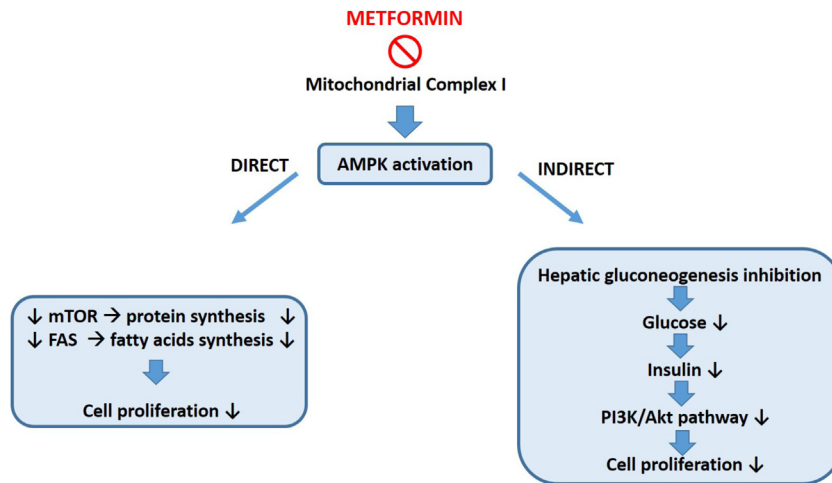 METFORMIN
Mitochondrial Complex I
AMPK activation
DIRECT
INDIRECT
↓ mTOR → protein synthesis ↓
↓ FAS → fatty acids synthesis ↓
Cell proliferation ↓
Hepatic gluconeogenesis inhibition
Glucose ↓
Insulin ↓
PI3K/Akt pathway ↓
Cell proliferation ↓